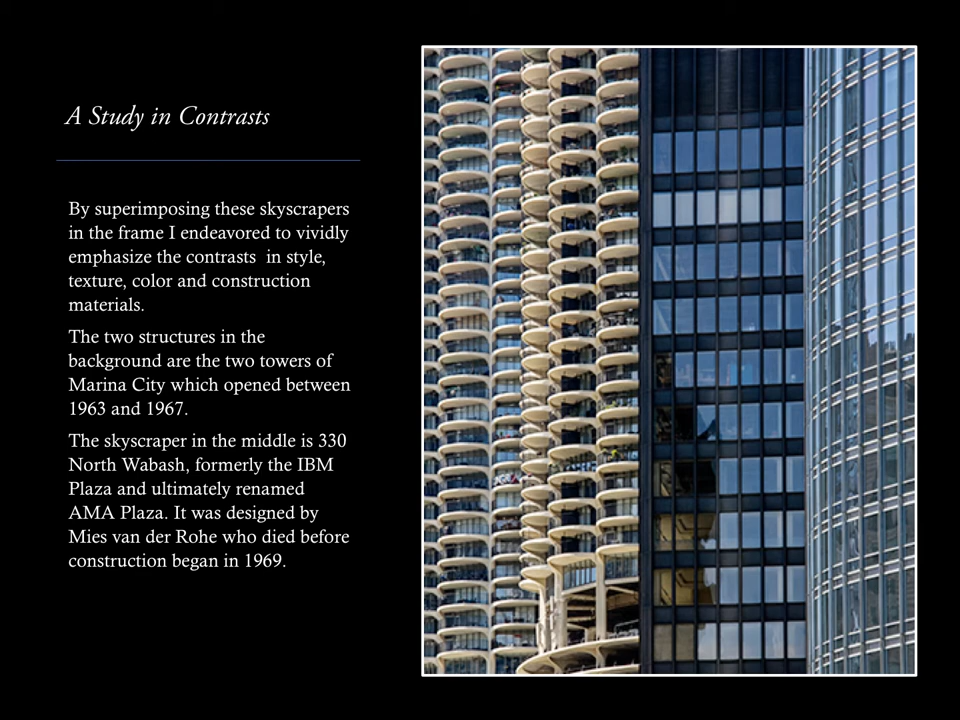 A Study in Contrasts
By superimposing these skyscrapers
in the frame I endeavored to vividly
emphasize the contrasts  in style,
texture, color and construction
materials.
The two structures in the
background are the two towers of
Marina City which opened between
1963 and 1967.
The skyscraper in the middle is 330
North Wabash, formerly the IBM
Plaza and ultimately renamed
AMA Plaza. It was designed by
Mies van der Rohe who died before
construction began in 1969.